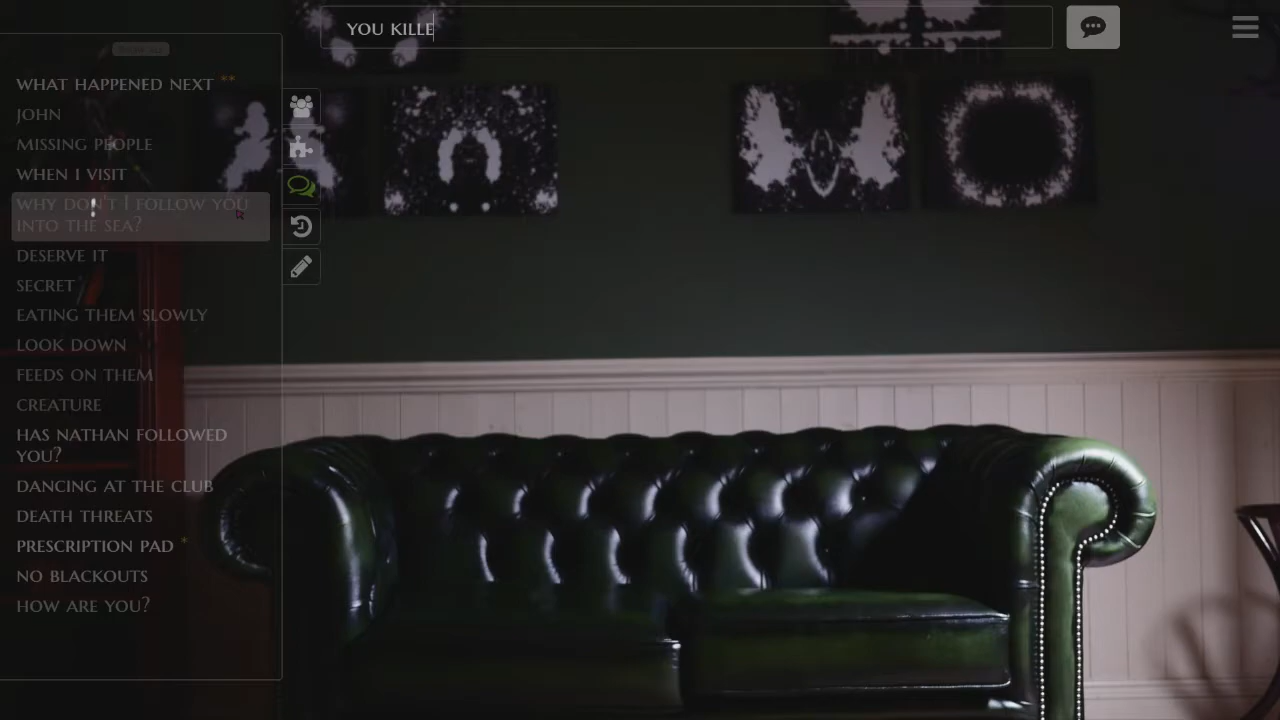 YOU KILLE
WHAT HAPPENED NEXT **
JOHN
MISSING PEOPLE
WHEN I VISIT *
WHY DON'T I FOLLOW YOU
INTO THE SEA?
DESERVE IT
SECRET
EATING THEM SLOWLY
LOOK DOWN
FEEDS ON THEM
CREATURE
HAS NATHAN FOLLOWED
YOU?
DANCING AT THE CLUB
DEATH THREATS
PRESCRIPTION PAD *
NO BLACKOUTS
HOW ARE YOU?